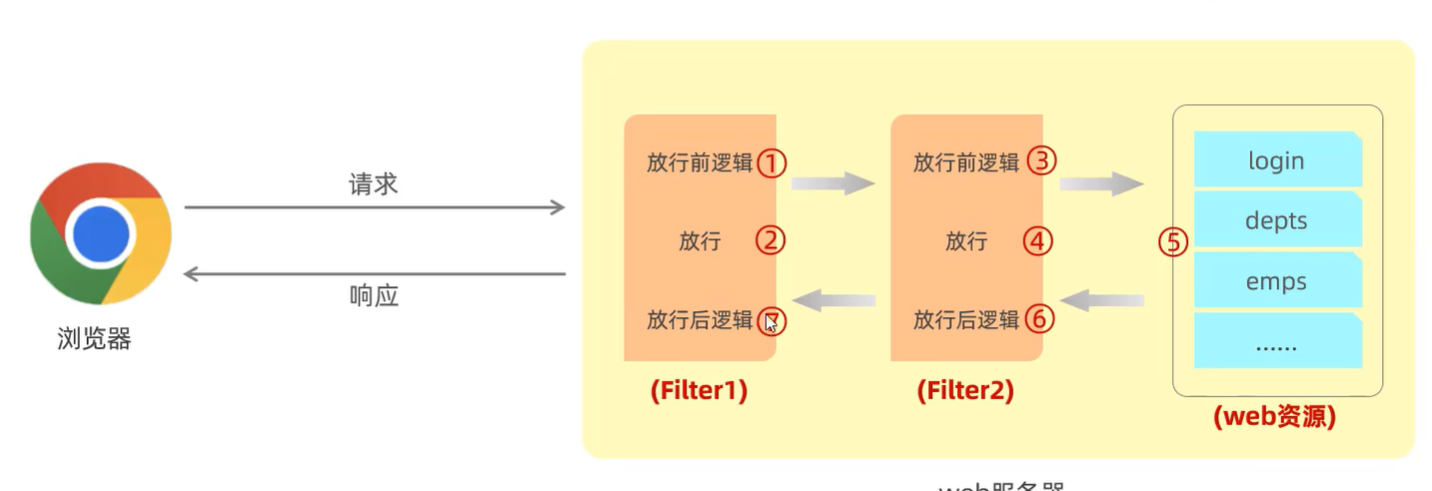 请求
响应
浏览器
放行前逻辑 ①
放行 ②
放行后逻辑 ⑦
(Filter1)
放行前逻辑 ③
放行 ④
放行后逻辑 ⑥
(Filter2)
⑤
login
depts
emps
......
(web资源)
web服务器